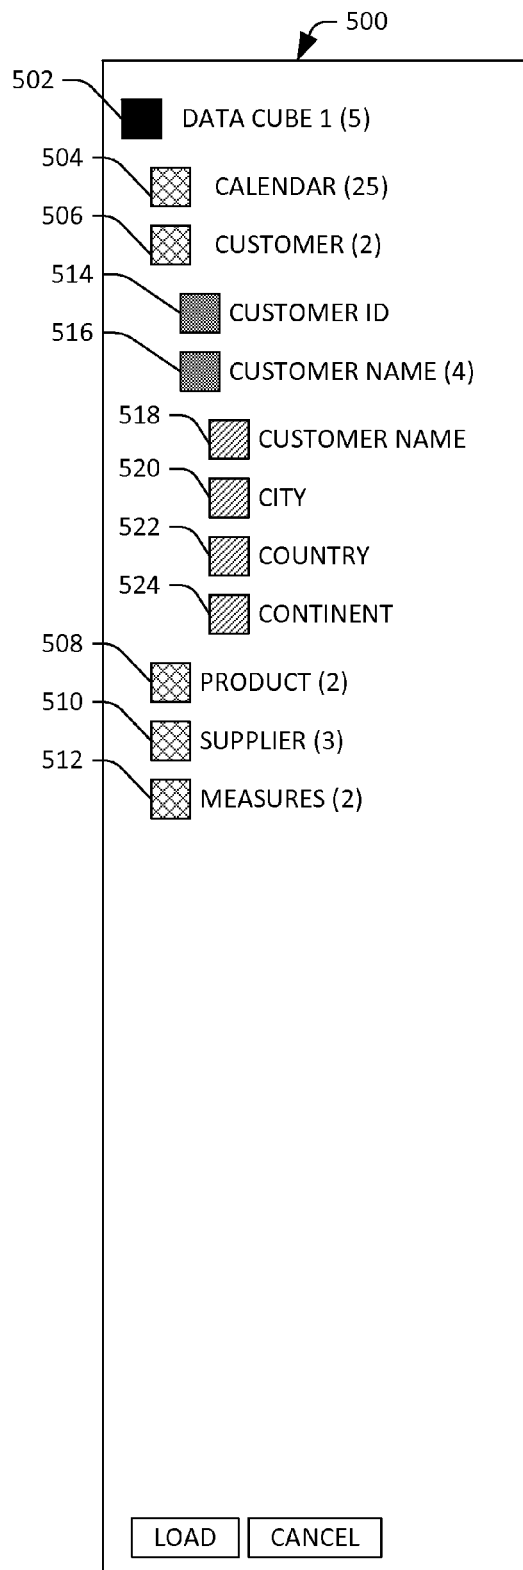 500
502 DATA CUBE 1 (5)
504 CALENDAR (25)
506 CUSTOMER (2)
514 CUSTOMER ID
516 CUSTOMER NAME (4)
518 CUSTOMER NAME
520 CITY
522 COUNTRY
524 CONTINENT
508 PRODUCT (2)
510 SUPPLIER (3)
512 MEASURES (2)
LOAD CANCEL